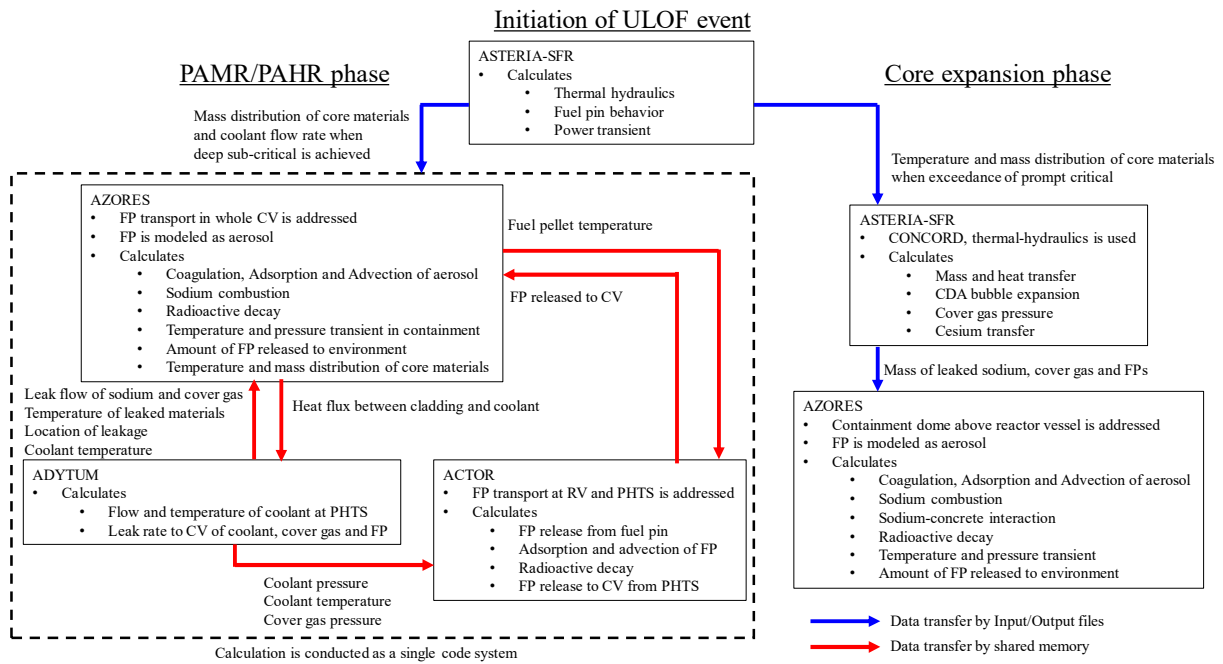 Initiation of ULOF event
PAMR/PAHR phase
Core expansion phase
ASTERIA-SFR
• Calculates
• Thermal hydraulics
• Fuel pin behavior
• Power transient
Mass distribution of core materials
and coolant flow rate when
deep sub-critical is achieved
Temperature and mass distribution of core materials
when exceedance of prompt critical
AZORES
• FP transport in whole CV is addressed
• FP is modeled as aerosol
• Calculates
• Coagulation, Adsorption and Advection of aerosol
• Sodium combustion
• Radioactive decay
• Temperature and pressure transient in containment
• Amount of FP released to environment
• Temperature and mass distribution of core materials
Fuel pellet temperature
FP released to CV
Leak flow of sodium and cover gas
Temperature of leaked materials
Location of leakage
Coolant temperature
Heat flux between cladding and coolant
ADYTUM
• Calculates
• Flow and temperature of coolant at PHTS
• Leak rate to CV of coolant, cover gas and FP
ACTOR
• FP transport at RV and PHTS is addressed
• Calculates
• FP release from fuel pin
• Adsorption and advection of FP
• Radioactive decay
• FP release to CV from PHTS
Coolant pressure
Coolant temperature
Cover gas pressure
Calculation is conducted as a single code system
ASTERIA-SFR
• CONCORD, thermal-hydraulics is used
• Calculates
• Mass and heat transfer
• CDA bubble expansion
• Cover gas pressure
• Cesium transfer
Mass of leaked sodium, cover gas and FPs
AZORES
• Containment dome above reactor vessel is addressed
• FP is modeled as aerosol
• Calculates
• Coagulation, Adsorption and Advection of aerosol
• Sodium combustion
• Sodium-concrete interaction
• Radioactive decay
• Temperature and pressure transient
• Amount of FP released to environment
Data transfer by Input/Output files
Data transfer by shared memory